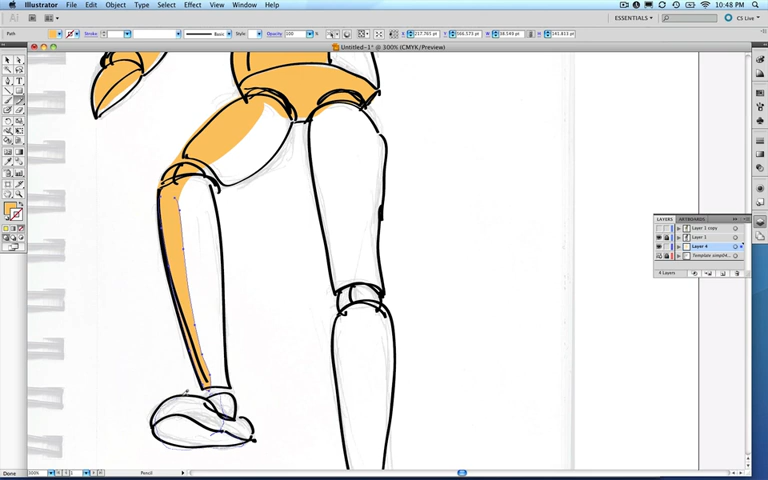 Illustrator File Edit Object Type Select Effect View Window Help 10:48 PM
Ai ESSENTIALS CS Live
Path Stroke: Basic Style: Opacity: 100
Untitled-1* @ 300% (CMYK/Preview)
LAYERS ARTBOARDS
Layer 1 copy
Layer 1
Layer 4
4 Layers
Done 300% 1 Pencil